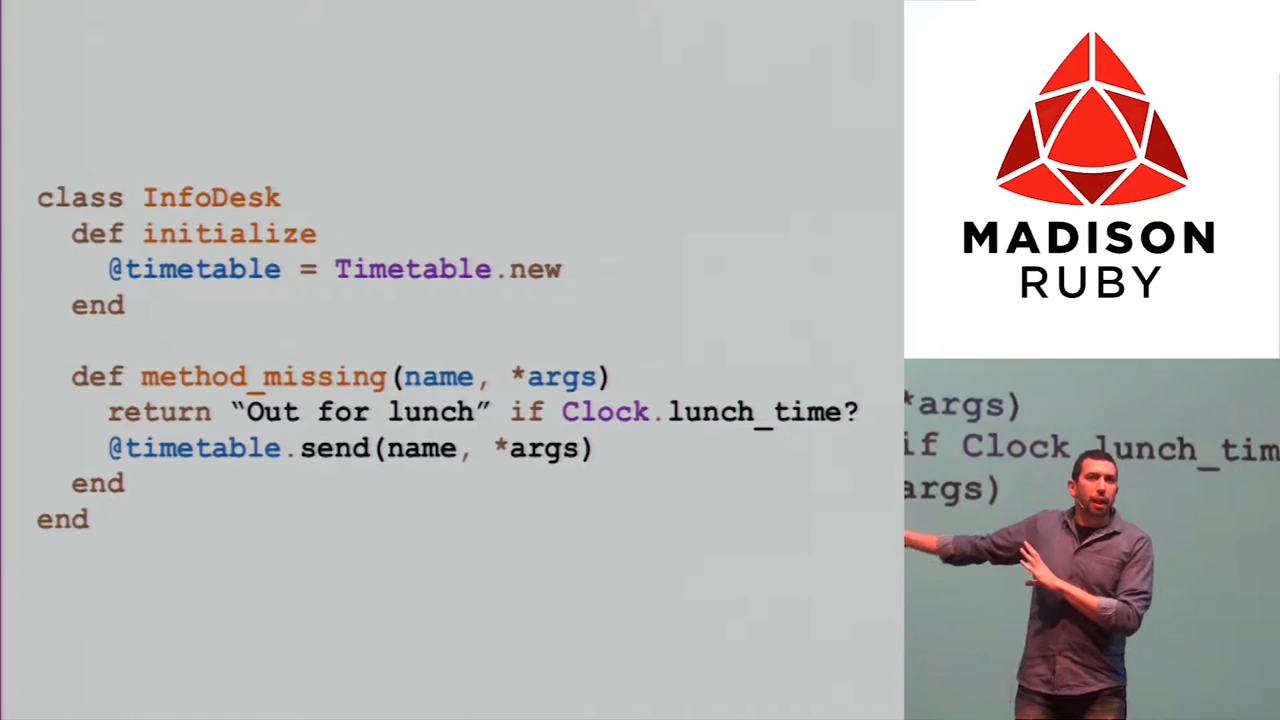 class InfoDesk
def initialize
@timetable = Timetable.new
end
def method_missing(name, *args)
return “Out for lunch” if Clock.lunch_time?
@timetable.send(name, *args)
end
end
MADISON
RUBY
*args)
if Clock.lunch_tim
args)